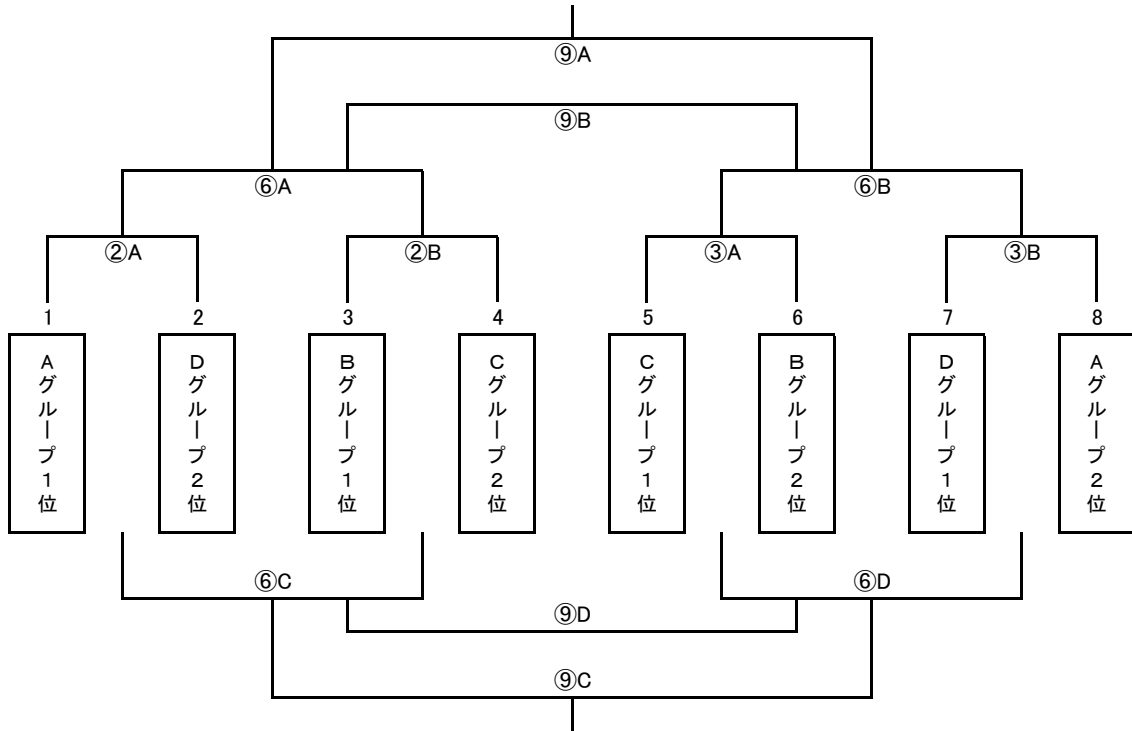 ⑨A
⑨B
⑥A
⑥B
②A
②B
③A
③B
1
2
3
4
5
6
7
8
Aグループ1位
Dグループ2位
Bグループ1位
Cグループ2位
Cグループ1位
Bグループ2位
Dグループ1位
Aグループ2位
⑥C
⑥D
⑨D
⑨C